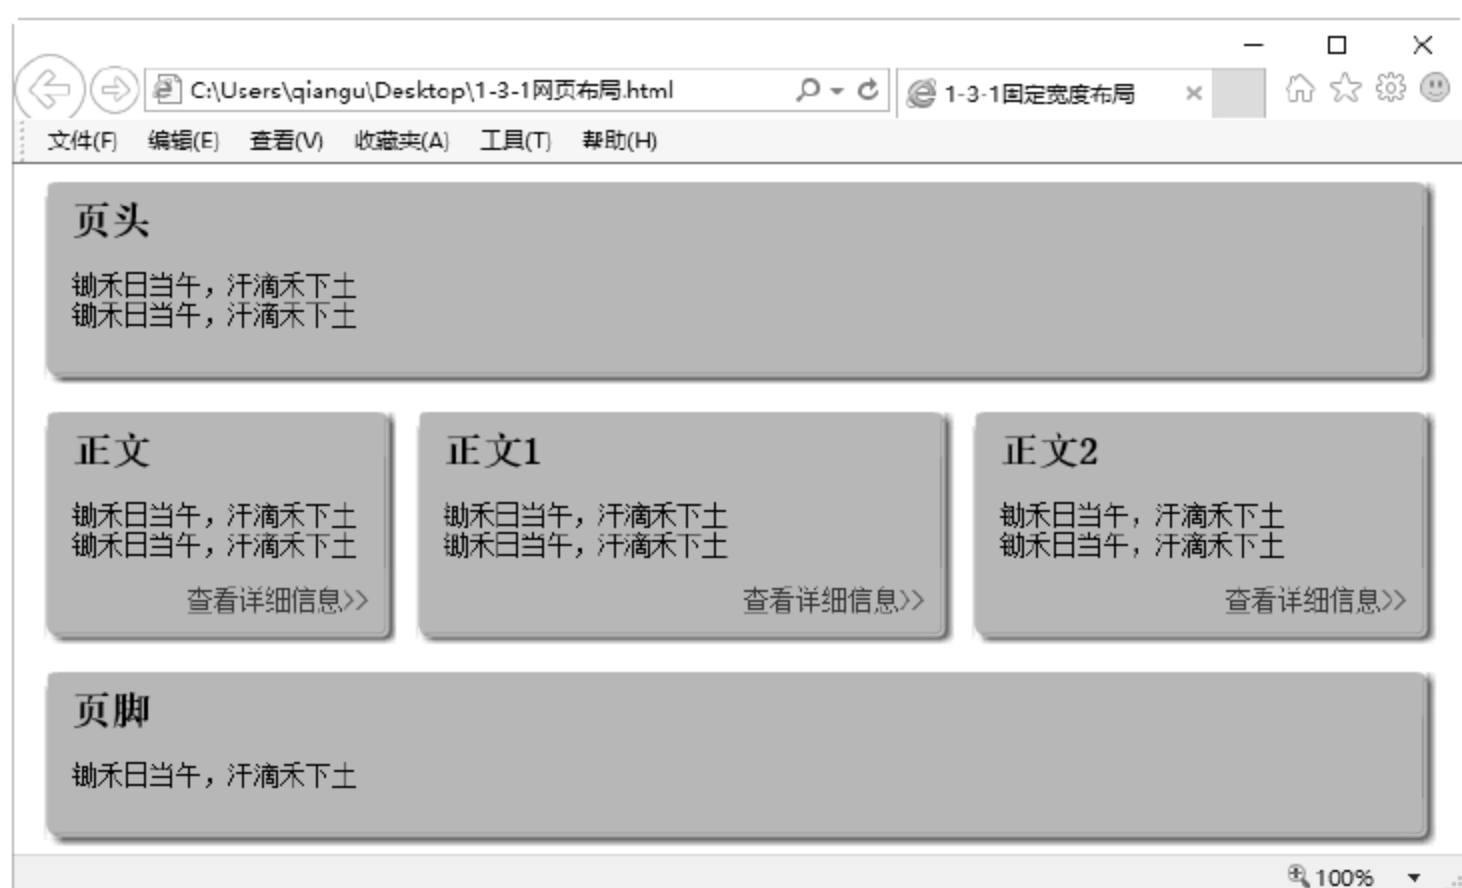 C:\Users\qiangu\Desktop\1-3-1网页布局.html
1-3-1固定宽度布局
文件(F) 编辑(E) 查看(V) 收藏夹(A) 工具(T) 帮助(H)
页头
锄禾日当午，汗滴禾下土
锄禾日当午，汗滴禾下土
正文
锄禾日当午，汗滴禾下土
锄禾日当午，汗滴禾下土
查看详细信息>>
正文1
锄禾日当午，汗滴禾下土
锄禾日当午，汗滴禾下土
查看详细信息>>
正文2
锄禾日当午，汗滴禾下土
锄禾日当午，汗滴禾下土
查看详细信息>>
页脚
锄禾日当午，汗滴禾下土
100%